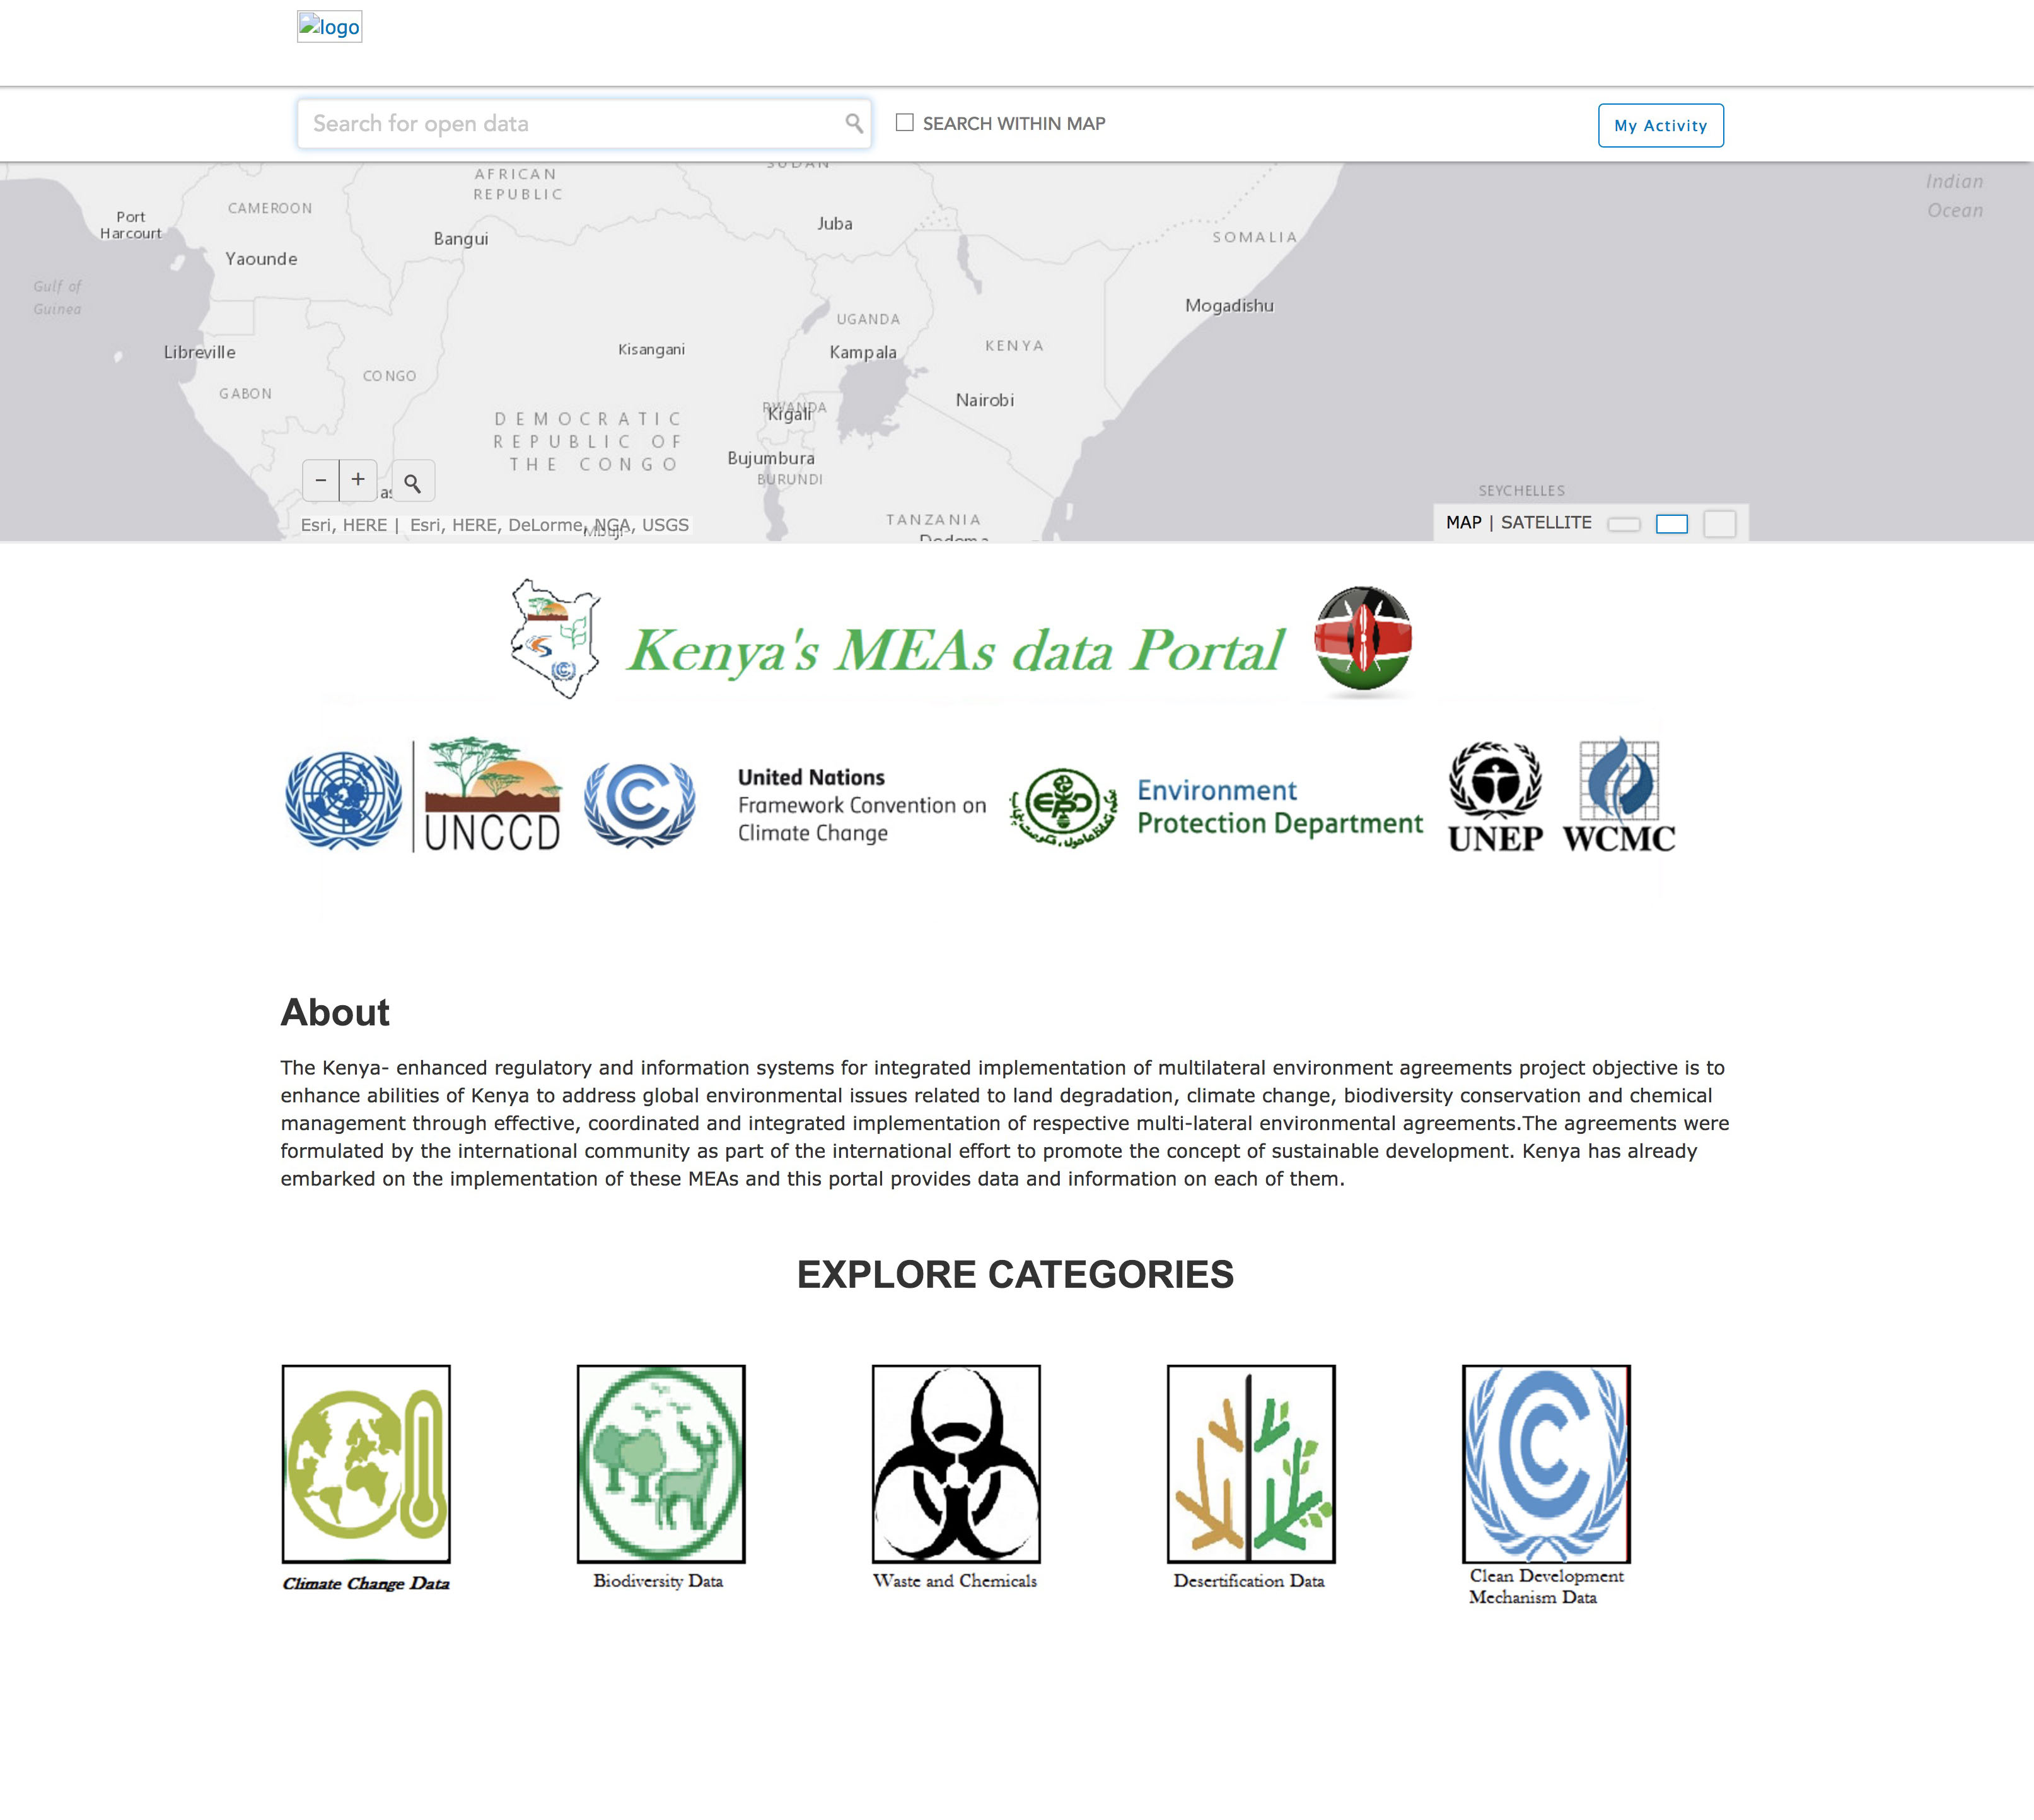 logo
Search for open data
SEARCH WITHIN MAP
My Activity
SUDAN
AFRICAN
REPUBLIC
Indian
Ocean
CAMEROON
Port
Harcourt
Juba
Bangui
SOMALIA
Yaounde
Gulf of
Guinea
Mogadishu
UGANDA
Libreville
Kisangani
Kampala
KENYA
CONGO
GABON
Nairobi
RWANDA
Kigali
DEMOCRATIC
REPUBLIC OF
THE CONGO
Bujumbura
BURUNDI
SEYCHELLES
TANZANIA
Dodoma
Esri, HERE | Esri, HERE, DeLorme, NGA, USGS
Mbuji-
MAP | SATELLITE
Kenya's MEAs data Portal
UNCCD
United Nations
Framework Convention on
Climate Change
EPD
Environment
Protection Department
UNEP WCMC
About
The Kenya- enhanced regulatory and information systems for integrated implementation of multilateral environment agreements project objective is to
enhance abilities of Kenya to address global environmental issues related to land degradation, climate change, biodiversity conservation and chemical
management through effective, coordinated and integrated implementation of respective multi-lateral environmental agreements.The agreements were
formulated by the international community as part of the international effort to promote the concept of sustainable development. Kenya has already
embarked on the implementation of these MEAs and this portal provides data and information on each of them.
EXPLORE CATEGORIES
Climate Change Data
Biodiversity Data
Waste and Chemicals
Desertification Data
Clean Development
Mechanism Data